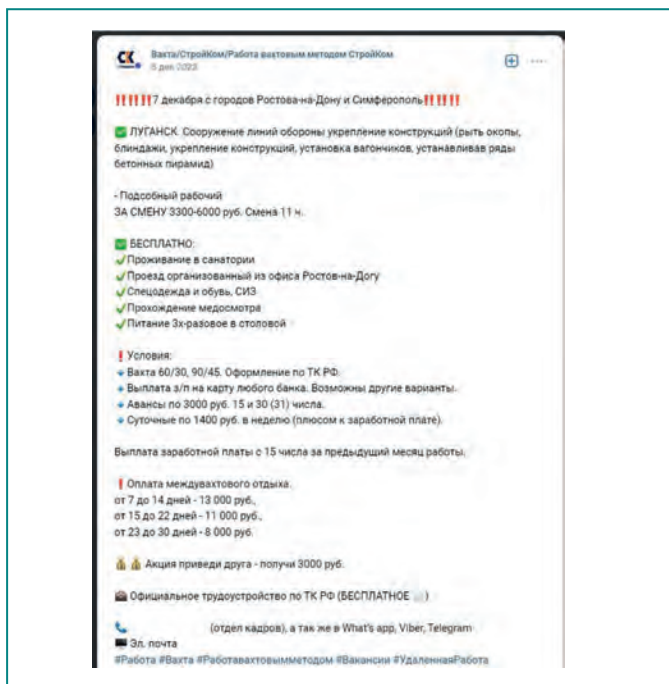 СК
Вахта/СтройКом/Работа вахтовым методом СтройКом
5 дек 2023
‼‼‼7 декабря с городов Ростова-на-Дону и Симферополь‼‼‼
✅ ЛУГАНСК. Сооружение линий обороны укрепление конструкций (рыть окопы,
блиндажи, укрепление конструкций, установка вагончиков, устанавливав ряды
бетонных пирамид)
- Подсобный рабочий
ЗА СМЕНУ 3300-6000 руб. Смена 11 ч.
✅ БЕСПЛАТНО:
✓Проживание в санатории
✓Проезд организованный из офиса Ростов-на-Догу
✓Спецодежда и обувь, СИЗ
✓Прохождение медосмотра
✓Питание 3х-разовое в столовой
❗Условия:
🔹Вахта 60/30, 90/45. Оформление по ТК РФ.
🔹Выплата з/п на карту любого банка. Возможны другие варианты.
🔹Авансы по 3000 руб. 15 и 30 (31) числа.
🔹Суточные по 1400 руб. в неделю (плюсом к заработной плате).
Выплата заработной платы с 15 числа за предыдущий месяц работы.
❗Оплата междувахтового отдыха.
от 7 до 14 дней - 13 000 руб.,
от 15 до 22 дней - 11 000 руб.,
от 23 до 30 дней - 8 000 руб.
💰💰 Акция приведи друга - получи 3000 руб.
💼 Официальное трудоустройство по ТК РФ (БЕСПЛАТНОЕ ...)
📞 (отдел кадров), а так же в What's app, Viber, Telegram
💻 Эл. почта
#Работа #Вахта #Работавахтовымметодом #Вакансии #УдаленнаяРабота